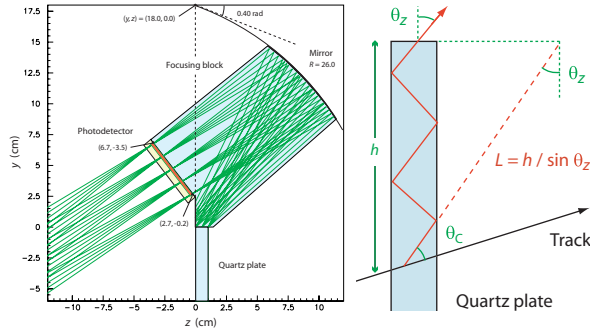 17.5
15
12.5
10
7.5
5
2.5
0
-2.5
-5
y (cm)
-10 -7.5 -5 -2.5 0 2.5 5 7.5 10
z (cm)
(y,z) = (18.0, 0.0)
0.40 rad
Mirror
R = 26.0
Focusing block
Photodetector
(6.7, -3.5)
(2.7, -0.2)
Quartz plate
θz
h
θz
L = h / sin θz
θC
Track
Quartz plate